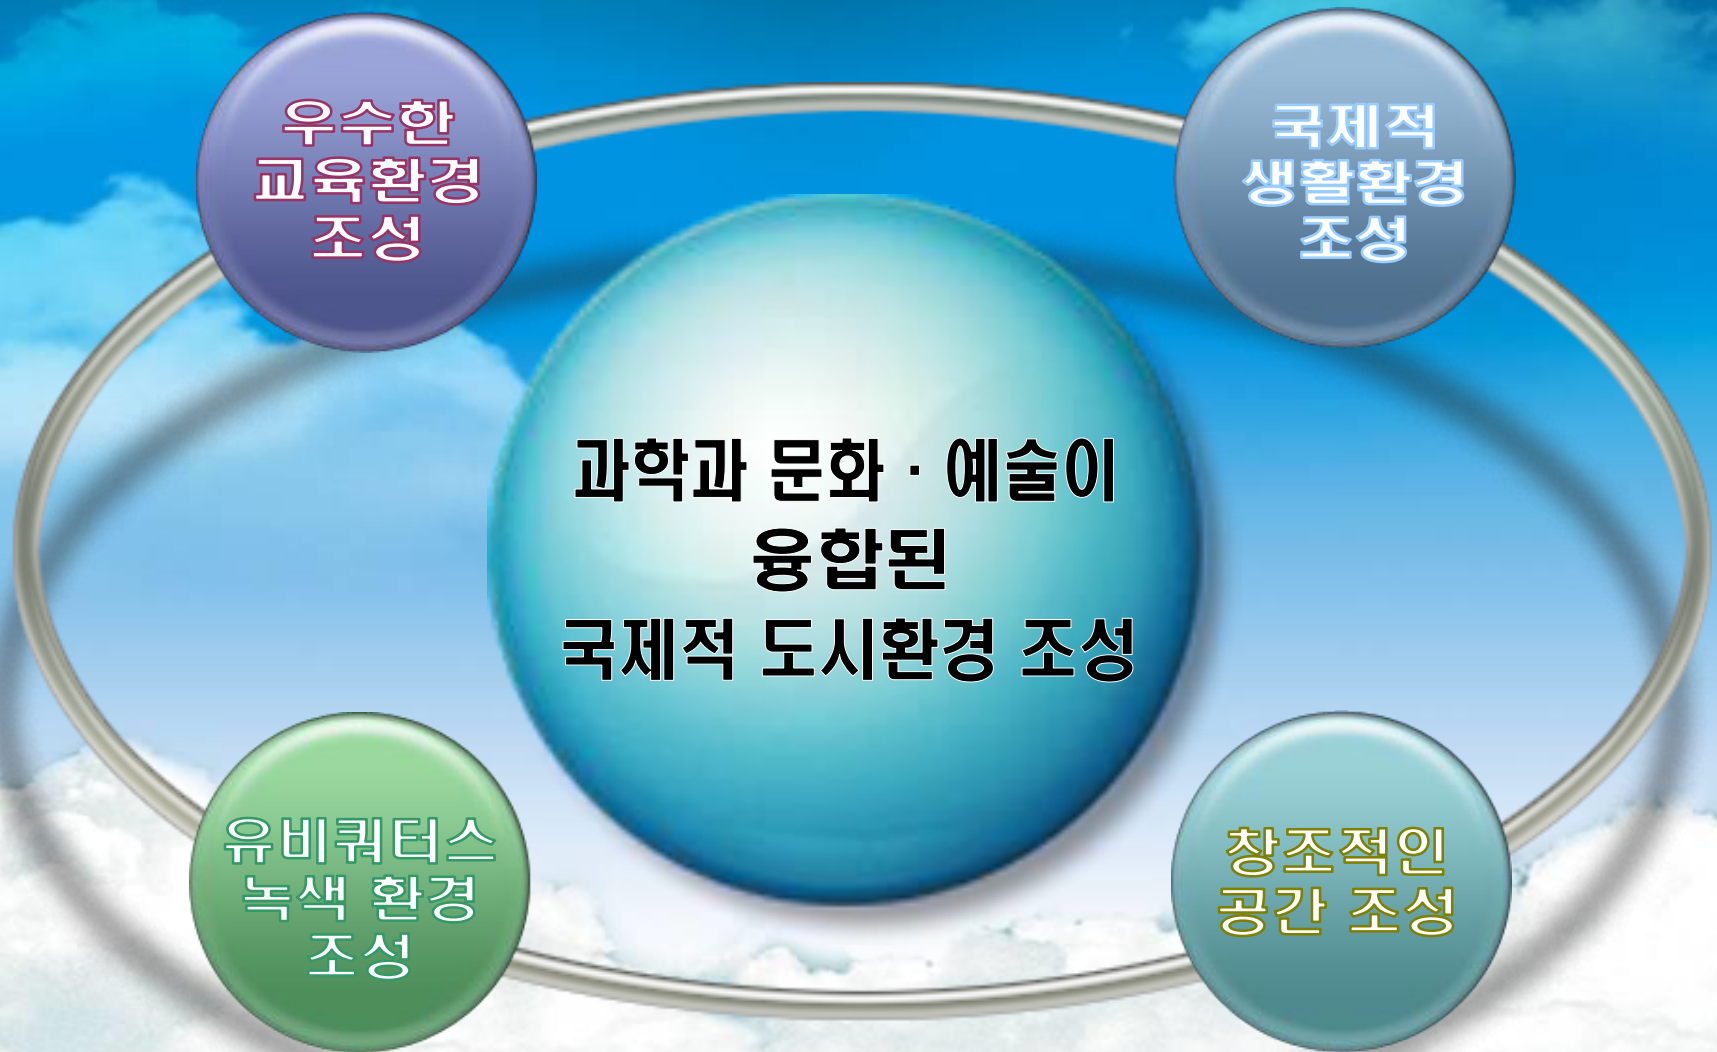 우수한
교육환경
조성
국제적
생활환경
조성
과학과 문화 · 예술이
융합된
국제적 도시환경 조성
유비쿼터스
녹색 환경
조성
창조적인
공간 조성